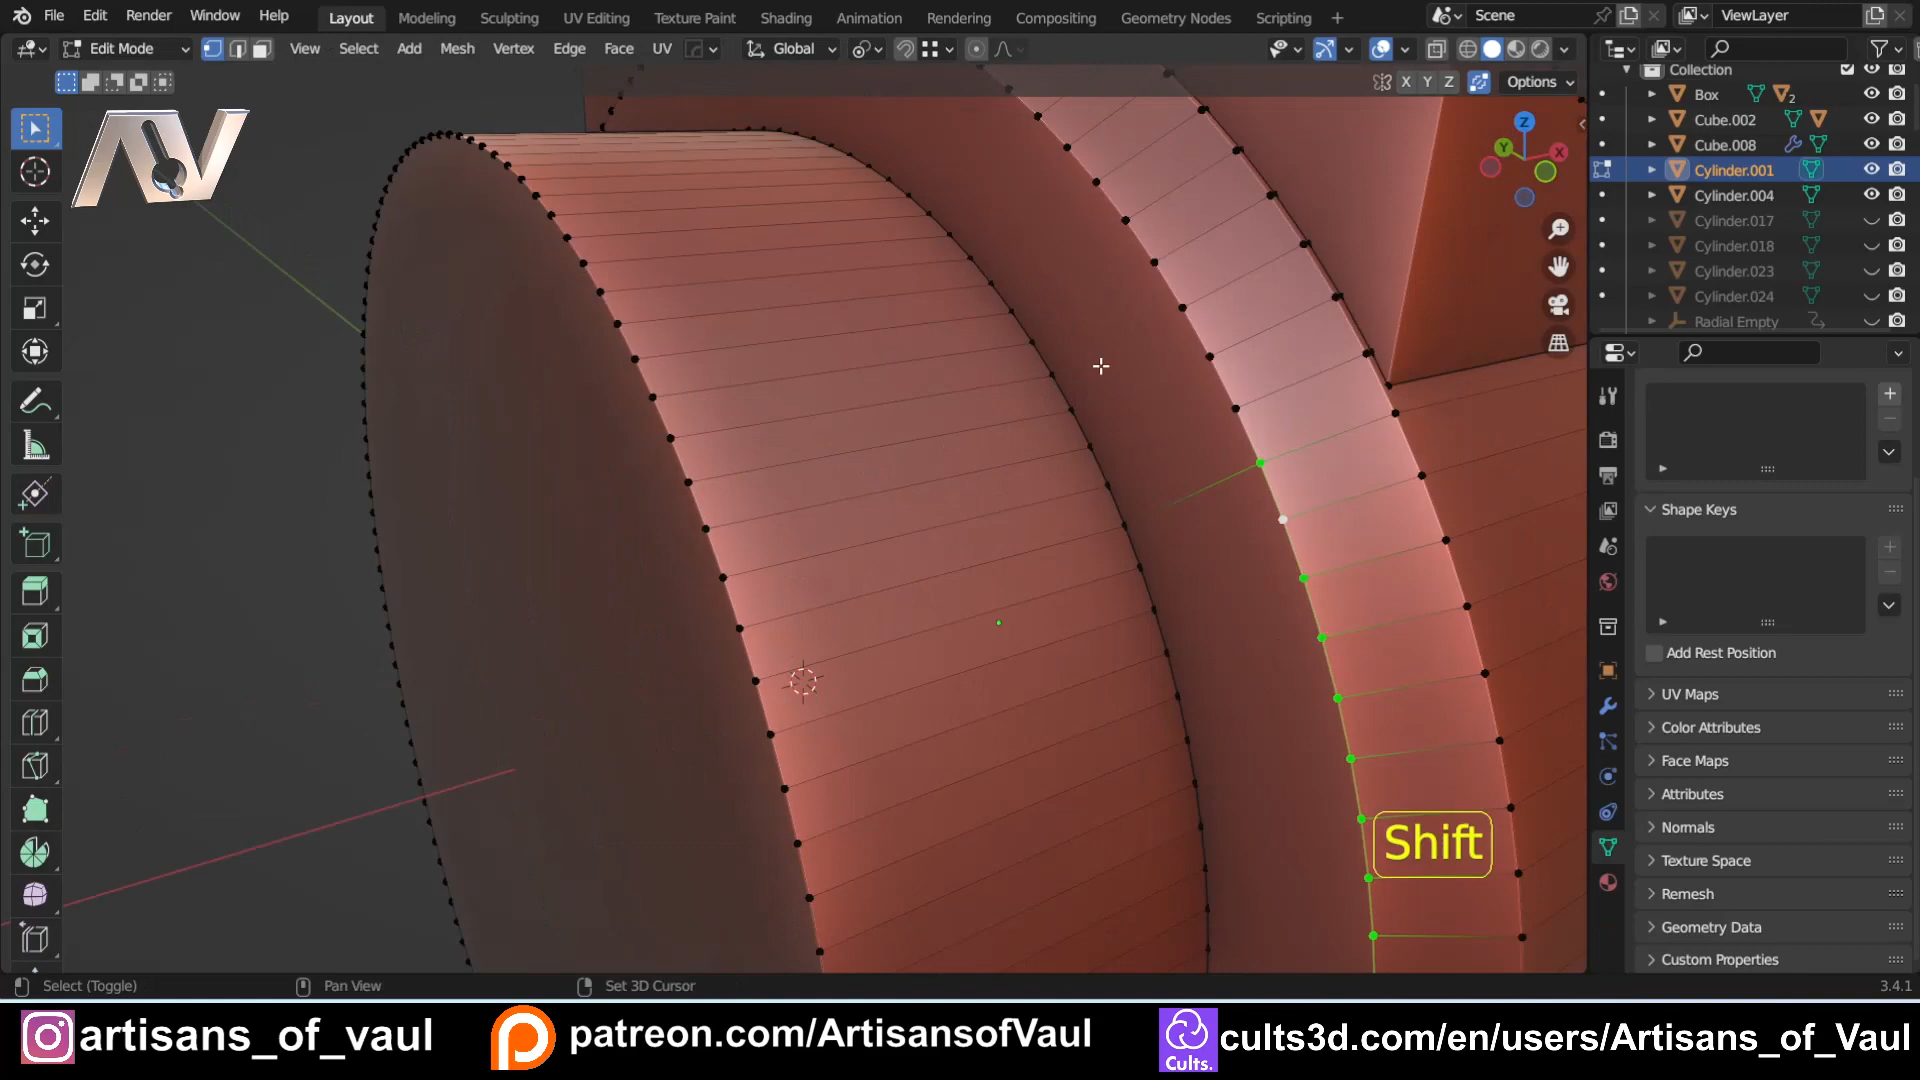 File Edit Render Window Help Layout Modeling Sculpting UV Editing Texture Paint Shading Animation Rendering Compositing Geometry Nodes Scripting + Scene ViewLayer
Edit Mode View Select Add Mesh Vertex Edge Face UV Global
X Y Z Options
AV
Collection
Box 2
Cube.002
Cube.008
Cylinder.001
Cylinder.004
Cylinder.017
Cylinder.018
Cylinder.023
Cylinder.024
Radial Empty
Z
Y X
Shape Keys
Add Rest Position
UV Maps
Color Attributes
Face Maps
Attributes
Normals
Texture Space
Remesh
Geometry Data
Custom Properties
Shift
Select (Toggle) Pan View Set 3D Cursor 3.4.1
artisans_of_vaul patreon.com/ArtisansofVaul Cults. cults3d.com/en/users/Artisans_of_Vaul